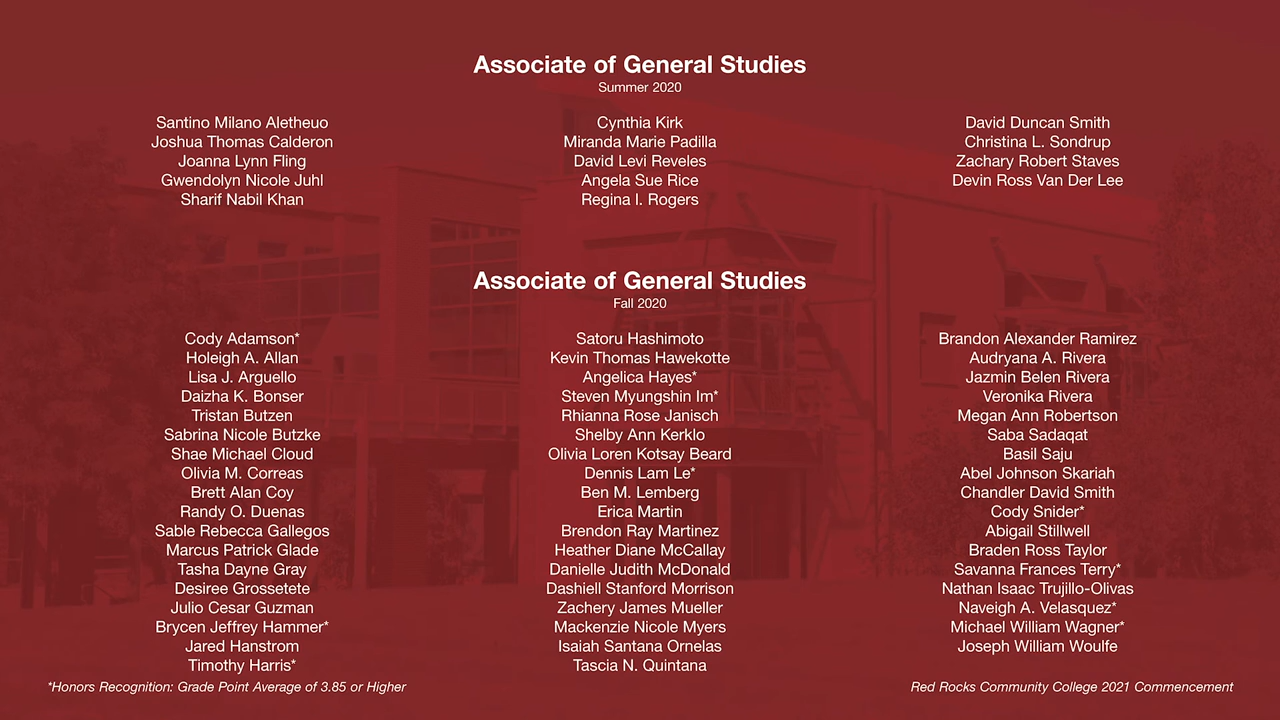 Associate of General Studies
Summer 2020
Santino Milano Aletheuo
Joshua Thomas Calderon
Joanna Lynn Fling
Gwendolyn Nicole Juhl
Sharif Nabil Khan
Cynthia Kirk
Miranda Marie Padilla
David Levi Reveles
Angela Sue Rice
Regina I. Rogers
David Duncan Smith
Christina L. Sondrup
Zachary Robert Staves
Devin Ross Van Der Lee
Associate of General Studies
Fall 2020
Cody Adamson*
Holeigh A. Allan
Lisa J. Arguello
Daizha K. Bonser
Tristan Butzen
Sabrina Nicole Butzke
Shae Michael Cloud
Olivia M. Correas
Brett Alan Coy
Randy O. Duenas
Sable Rebecca Gallegos
Marcus Patrick Glade
Tasha Dayne Gray
Desiree Grossetete
Julio Cesar Guzman
Brycen Jeffrey Hammer*
Jared Hanstrom
Timothy Harris*
Satoru Hashimoto
Kevin Thomas Hawekotte
Angelica Hayes*
Steven Myungshin Im*
Rhianna Rose Janisch
Shelby Ann Kerklo
Olivia Loren Kotsay Beard
Dennis Lam Le*
Ben M. Lemberg
Erica Martin
Brendon Ray Martinez
Heather Diane McCallay
Danielle Judith McDonald
Dashiell Stanford Morrison
Zachery James Mueller
Mackenzie Nicole Myers
Isaiah Santana Ornelas
Tascia N. Quintana
Brandon Alexander Ramirez
Audryana A. Rivera
Jazmin Belen Rivera
Veronika Rivera
Megan Ann Robertson
Saba Sadaqat
Basil Saju
Abel Johnson Skariah
Chandler David Smith
Cody Snider*
Abigail Stillwell
Braden Ross Taylor
Savanna Frances Terry*
Nathan Isaac Trujillo-Olivas
Naveigh A. Velasquez*
Michael William Wagner*
Joseph William Woulfe
*Honors Recognition: Grade Point Average of 3.85 or Higher
Red Rocks Community College 2021 Commencement